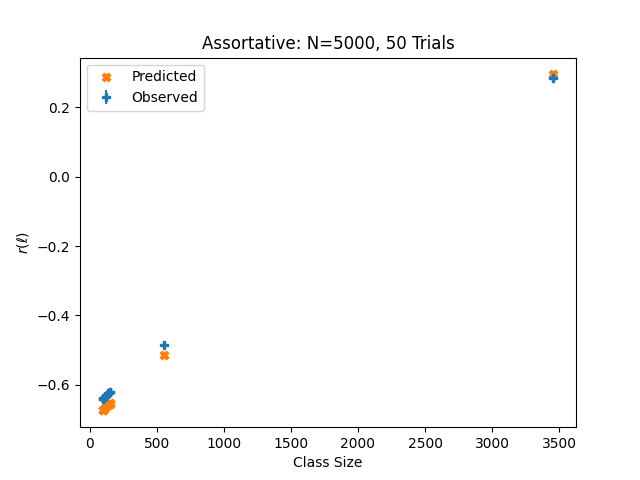 Assortative: N=5000, 50 Trials
Predicted
Observed
0.2
0.0
−0.2
−0.4
−0.6
r(ℓ)
0
500
1000
1500
2000
2500
3000
3500
Class Size